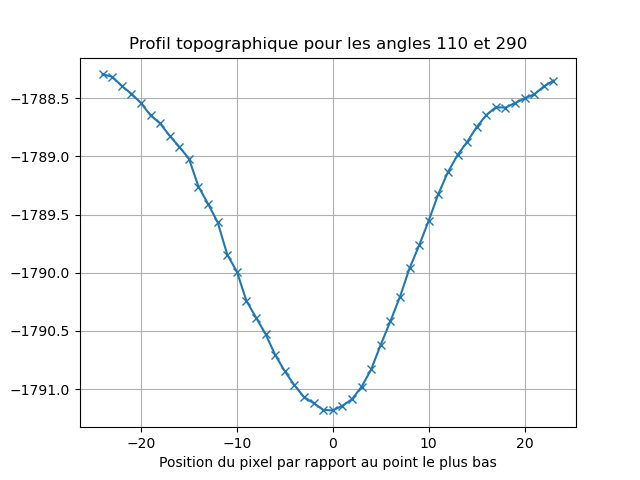 Profil topographique pour les angles 110 et 290
−1788.5
−1789.0
−1789.5
−1790.0
−1790.5
−1791.0
−20 −10 0 10 20
Position du pixel par rapport au point le plus bas